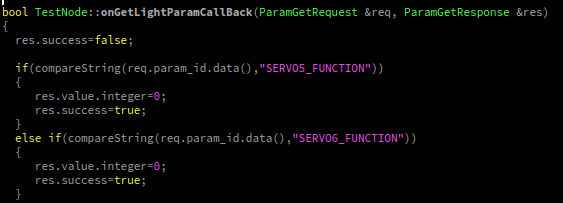 bool TestNode::onGetLightParamCallBack(ParamGetRequest &req, ParamGetResponse &res)
{
  res.success=false;

  if(compareString(req.param_id.data(),"SERVO5_FUNCTION"))
  {
     res.value.integer=0;
     res.success=true;
  }
  else if(compareString(req.param_id.data(),"SERVO6_FUNCTION"))
  {
     res.value.integer=0;
     res.success=true;
  }